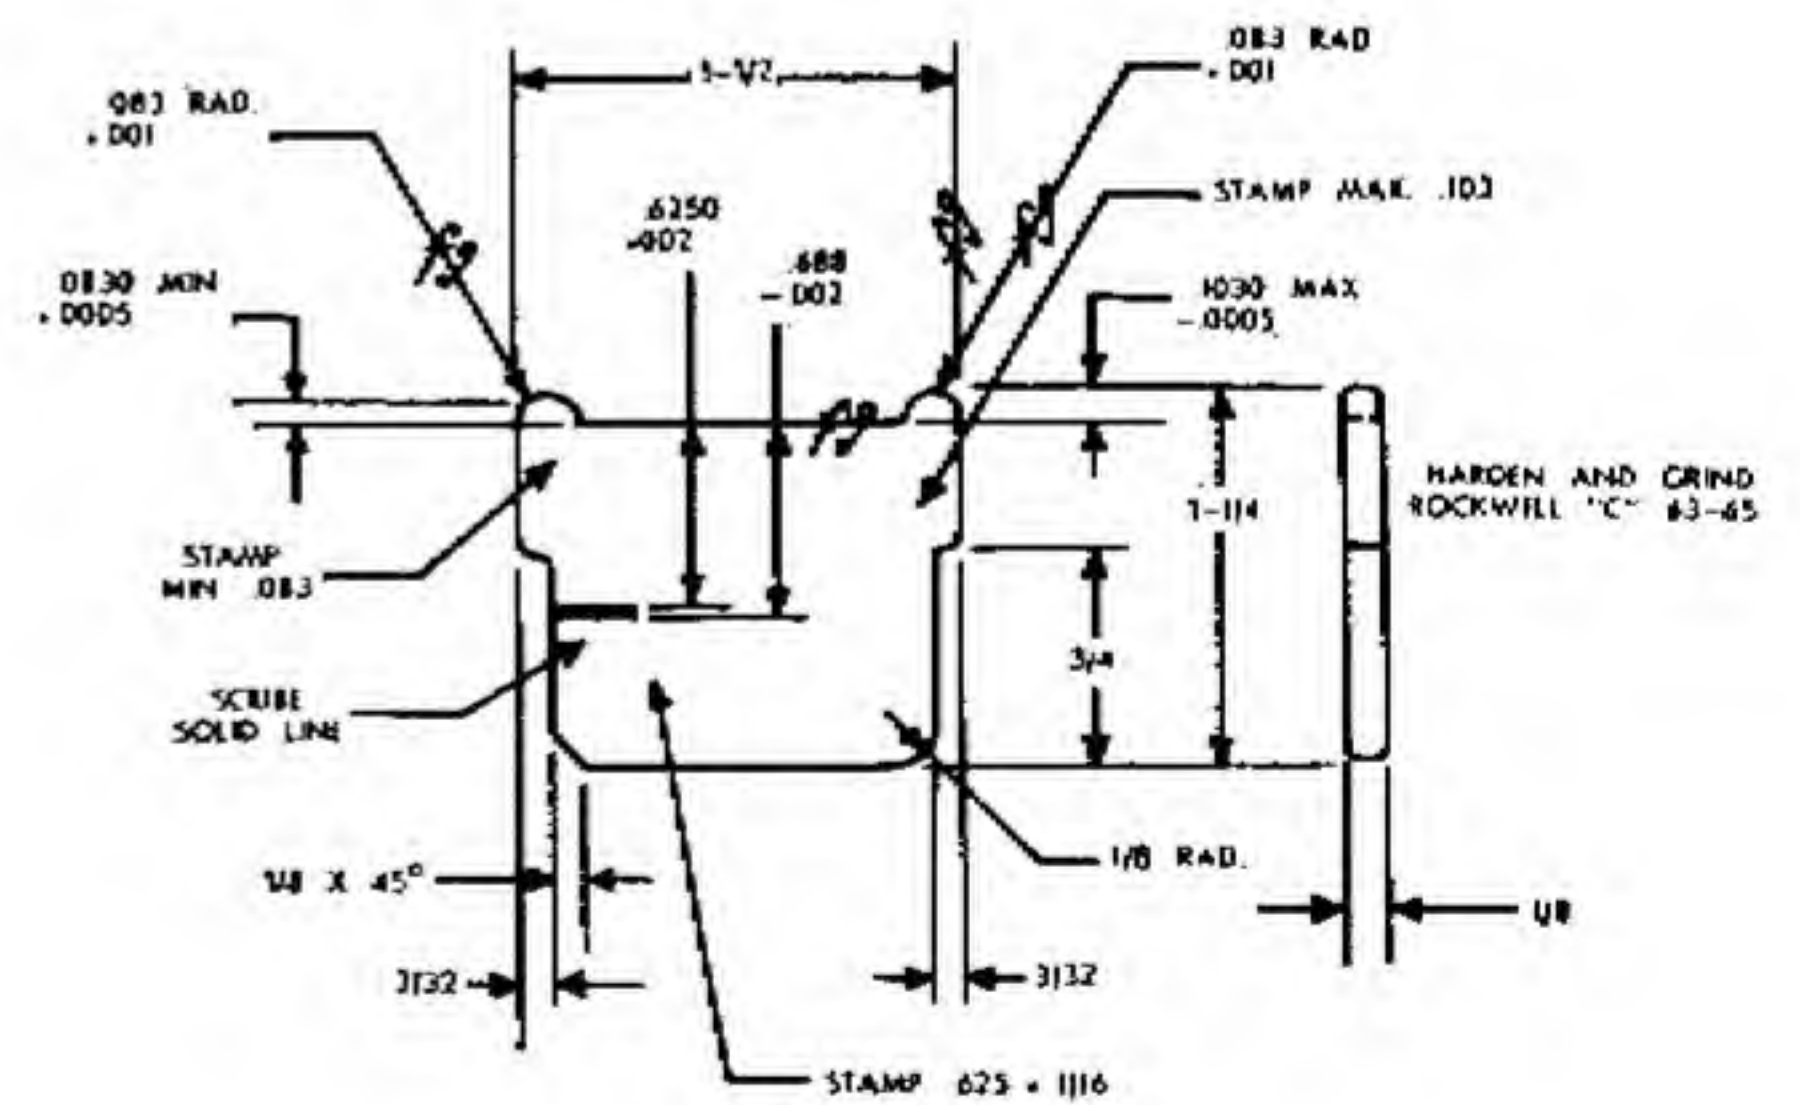 .083 RAD
-.001
.083 RAD.
+.001
STAMP MAX. .103
.6250
-.002
.688
-.002
.0830 MIN
+.0005
.1030 MAX
-.0005
HARDEN AND GRIND
ROCKWELL "C" 63-65
1-1/4
STAMP
MIN .083
3/4
SCRIBE
SOLID LINE
1/8 RAD.
1/8 X 45°
1/8
3/32
3/32
STAMP .625 + 1/16